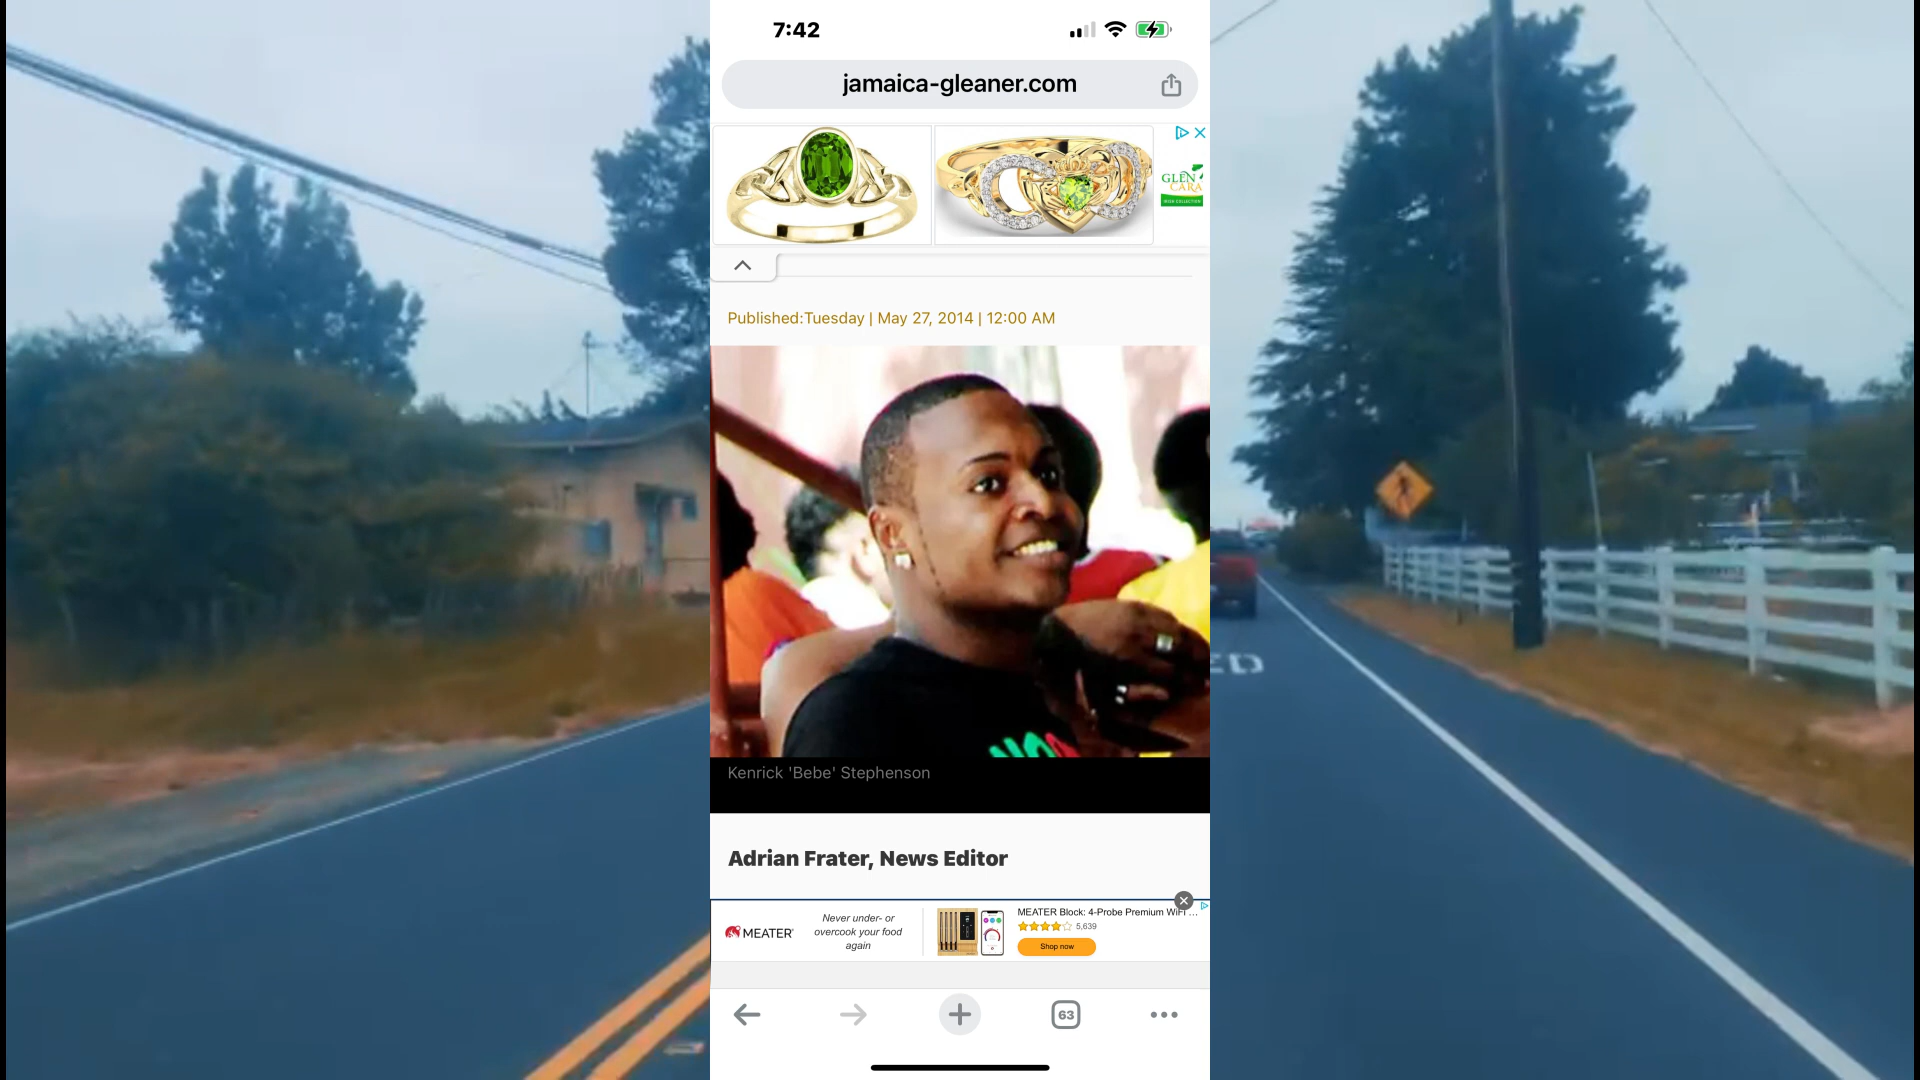 7:42
jamaica-gleaner.com
GLEN
CARA
Published:Tuesday | May 27, 2014 | 12:00 AM
Kenrick 'Bebe' Stephenson
Adrian Frater, News Editor
MEATER
Never under- or
overcook your food
again
MEATER Block: 4-Probe Premium WiFi ...
5,639
Shop now
63